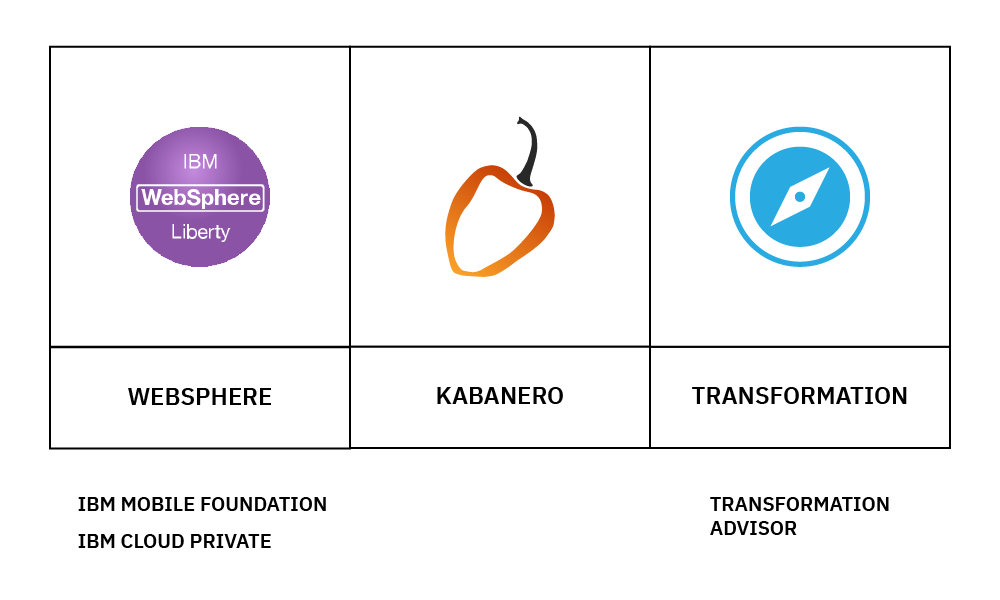 IBM
WebSphere
Liberty
WEBSPHERE
KABANERO
TRANSFORMATION
IBM MOBILE FOUNDATION
IBM CLOUD PRIVATE
TRANSFORMATION
ADVISOR